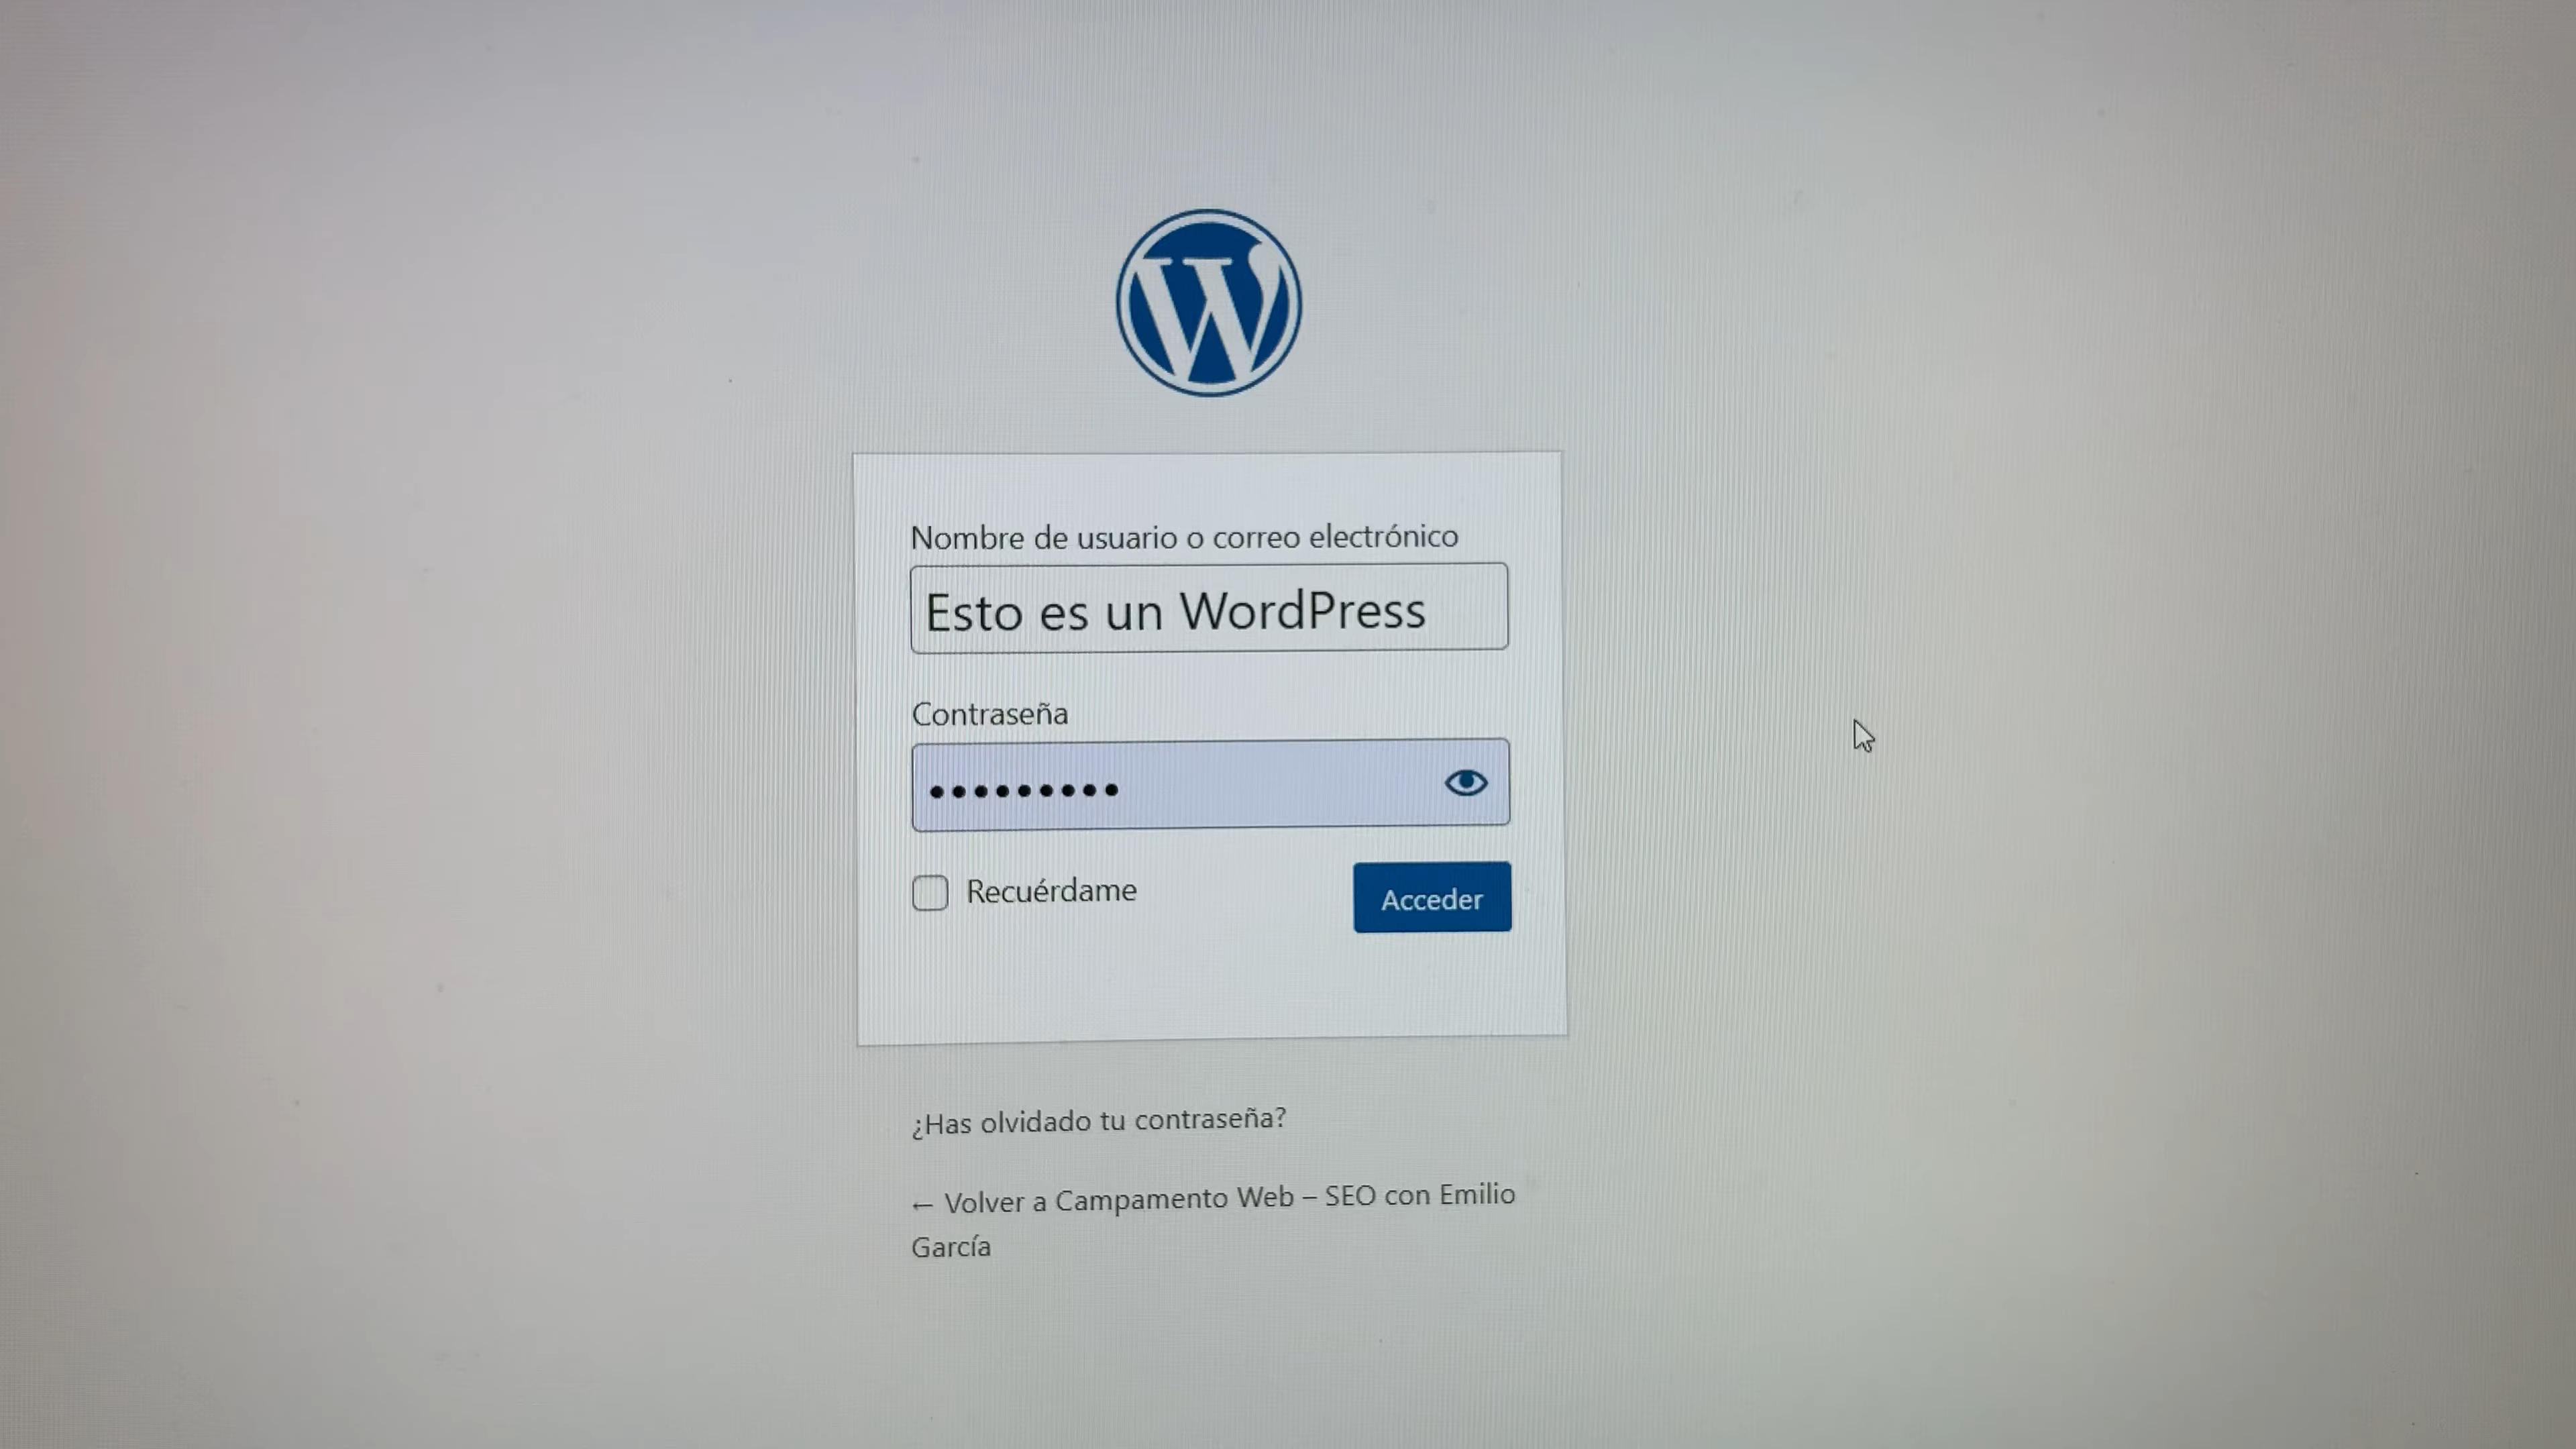 Nombre de usuario o correo electrónico
Esto es un WordPress
Contraseña
•••••••••
Recuérdame
Acceder
¿Has olvidado tu contraseña?
← Volver a Campamento Web – SEO con Emilio
García